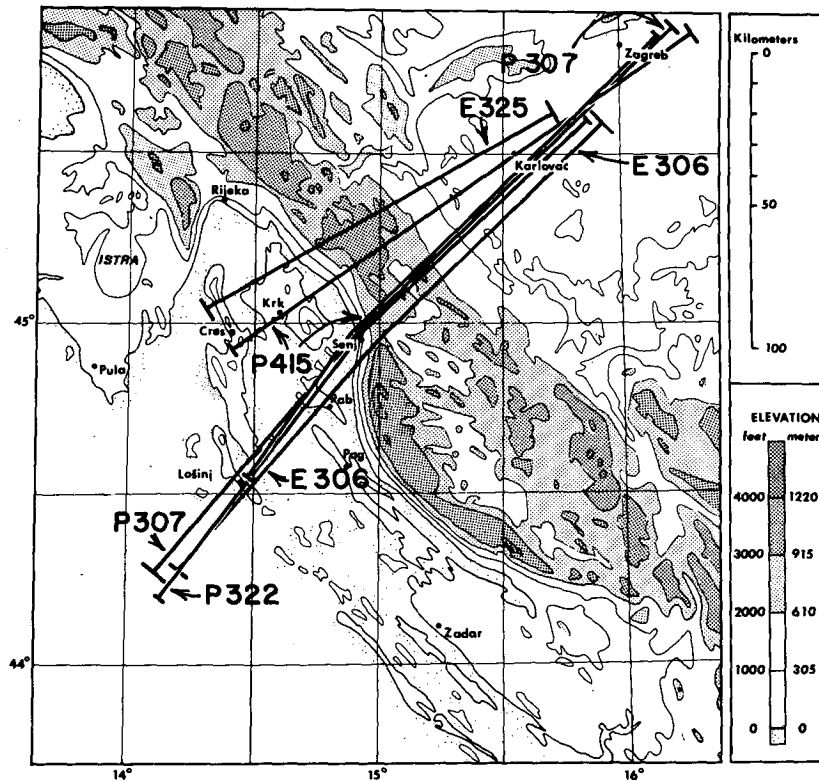 Zagreb
P307
Kilometers
0
E325
E306
Karlovac
Rijeka
50
ISTRA
Krk
45°
Cres
Senj
P415
100
Pula
Rab
ELEVATION
feet meter
Pag
Lošinj
E306
4000 1220
P307
3000 915
P322
2000 610
Zadar
44°
1000 305
0 0
14° 15° 16°